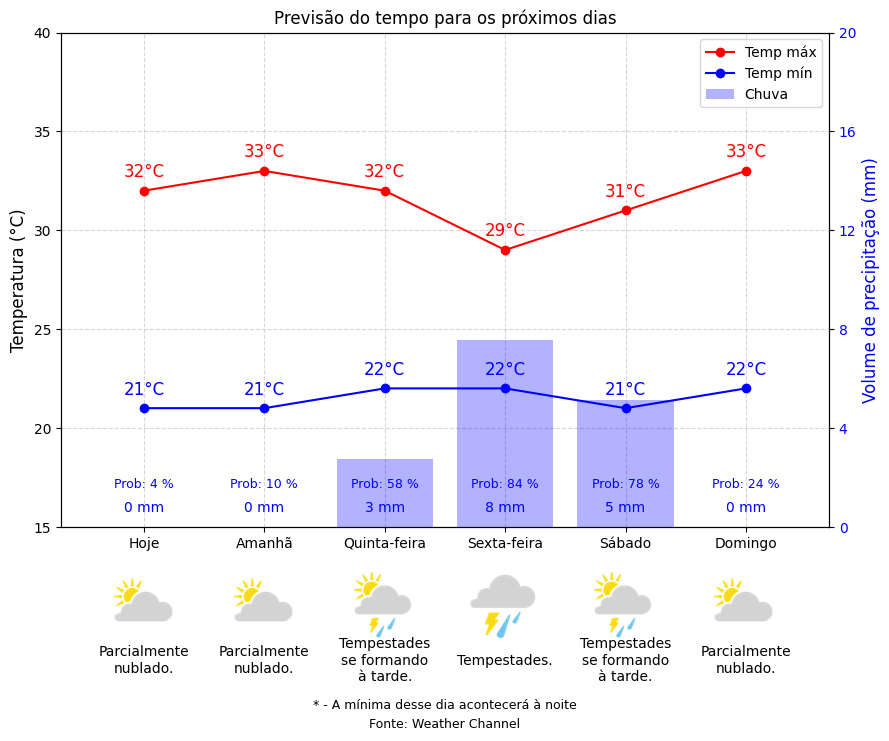 Previsão do tempo para os próximos dias
40
35
30
25
20
15
Temperatura (°C)
20
16
12
8
4
0
Volume de precipitação (mm)
Temp máx
Temp mín
Chuva
32°C 33°C 32°C 29°C 31°C 33°C
21°C 21°C 22°C 22°C 21°C 22°C
Prob: 4 % Prob: 10 % Prob: 58 % Prob: 84 % Prob: 78 % Prob: 24 %
0 mm 0 mm 3 mm 8 mm 5 mm 0 mm
Hoje Amanhã Quinta-feira Sexta-feira Sábado Domingo
Parcialmente
nublado.
Parcialmente
nublado.
Tempestades
se formando
à tarde.
Tempestades.
Tempestades
se formando
à tarde.
Parcialmente
nublado.
* - A mínima desse dia acontecerá à noite
Fonte: Weather Channel